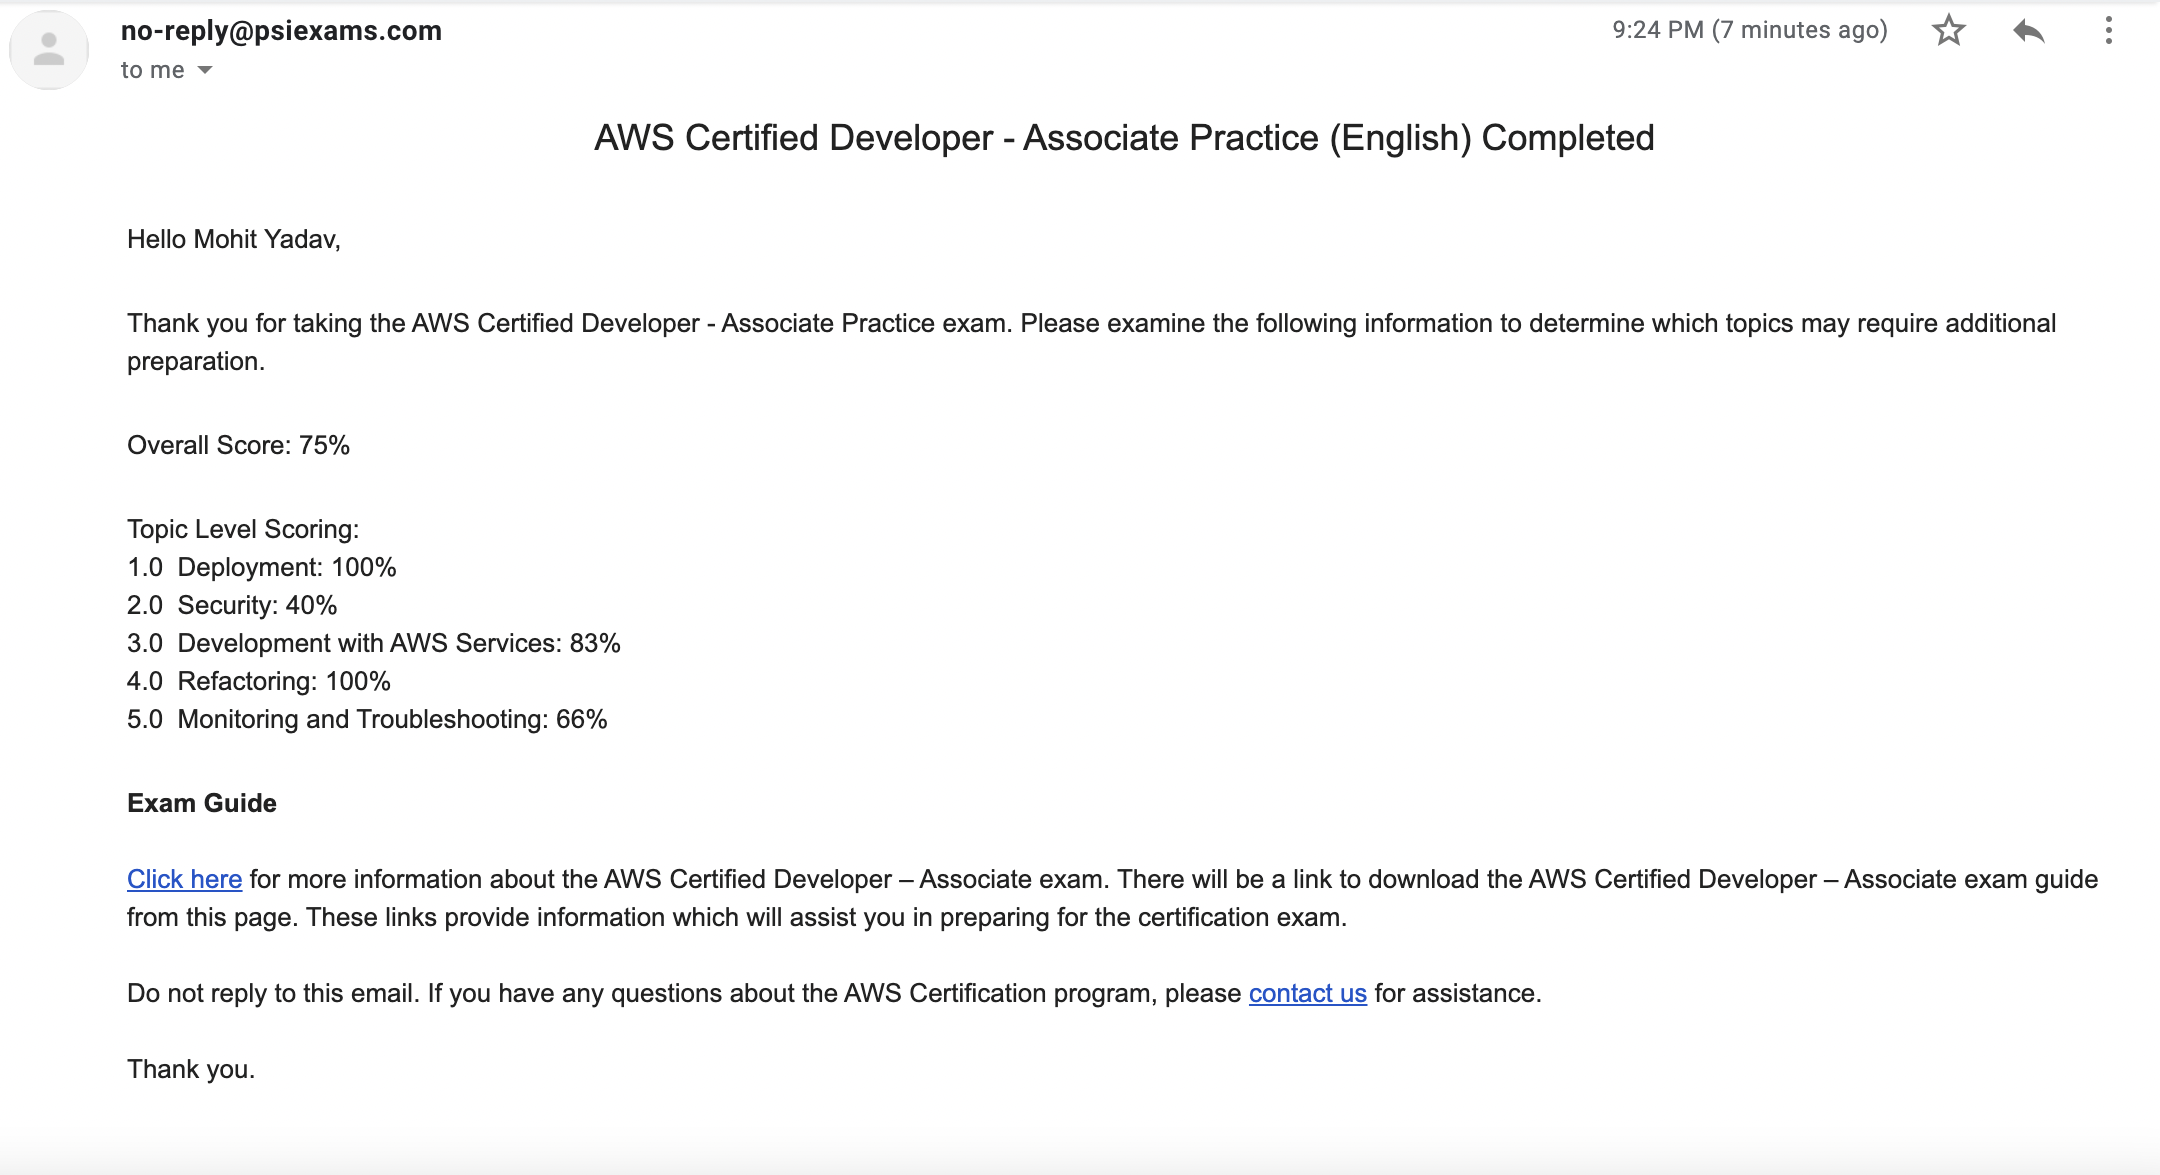 no-reply@psiexams.com
9:24 PM (7 minutes ago)
to me
AWS Certified Developer - Associate Practice (English) Completed
Hello Mohit Yadav,
Thank you for taking the AWS Certified Developer - Associate Practice exam. Please examine the following information to determine which topics may require additional
preparation.
Overall Score: 75%
Topic Level Scoring:
1.0  Deployment: 100%
2.0  Security: 40%
3.0  Development with AWS Services: 83%
4.0  Refactoring: 100%
5.0  Monitoring and Troubleshooting: 66%
Exam Guide
Click here for more information about the AWS Certified Developer – Associate exam. There will be a link to download the AWS Certified Developer – Associate exam guide
from this page. These links provide information which will assist you in preparing for the certification exam.
Do not reply to this email. If you have any questions about the AWS Certification program, please contact us for assistance.
Thank you.